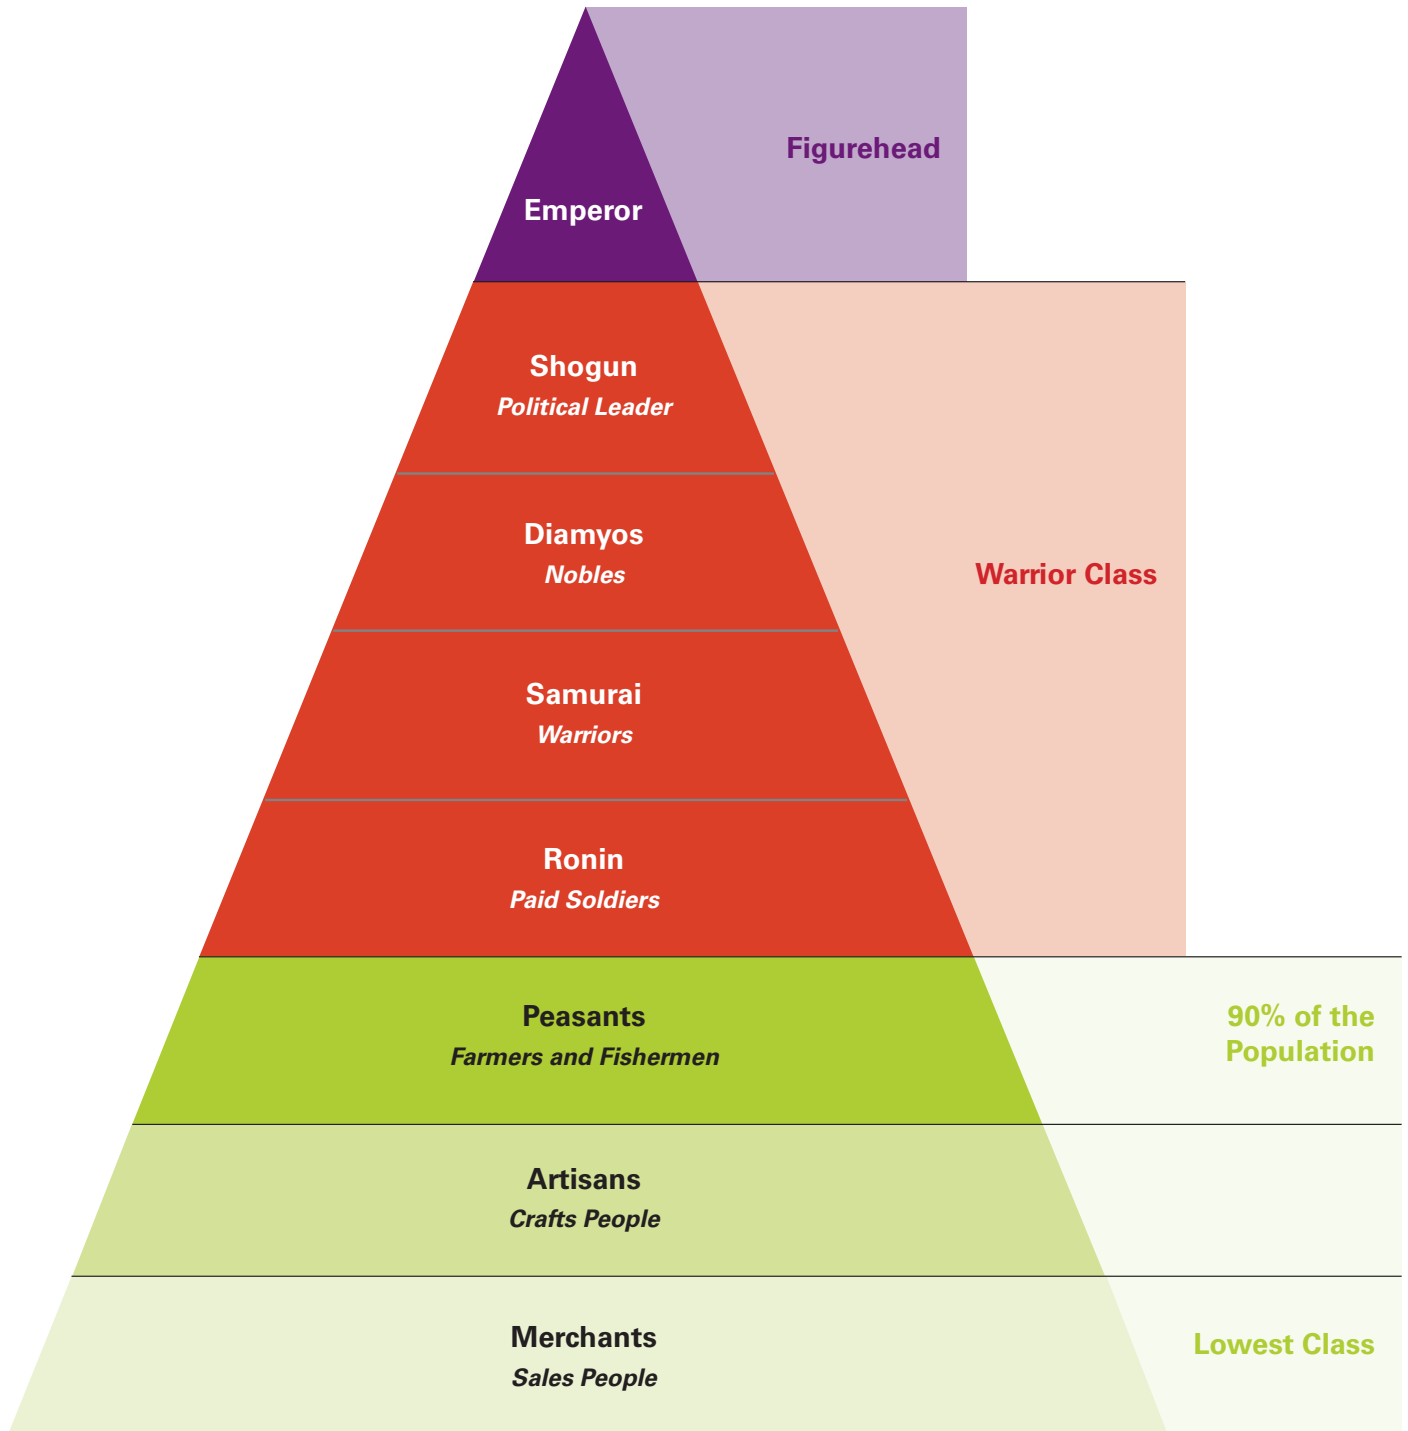 Figurehead
Emperor
Shogun
Political Leader
Diamyos
Nobles
Warrior Class
Samurai
Warriors
Ronin
Paid Soldiers
Peasants
Farmers and Fishermen
90% of the
Population
Artisans
Crafts People
Merchants
Sales People
Lowest Class